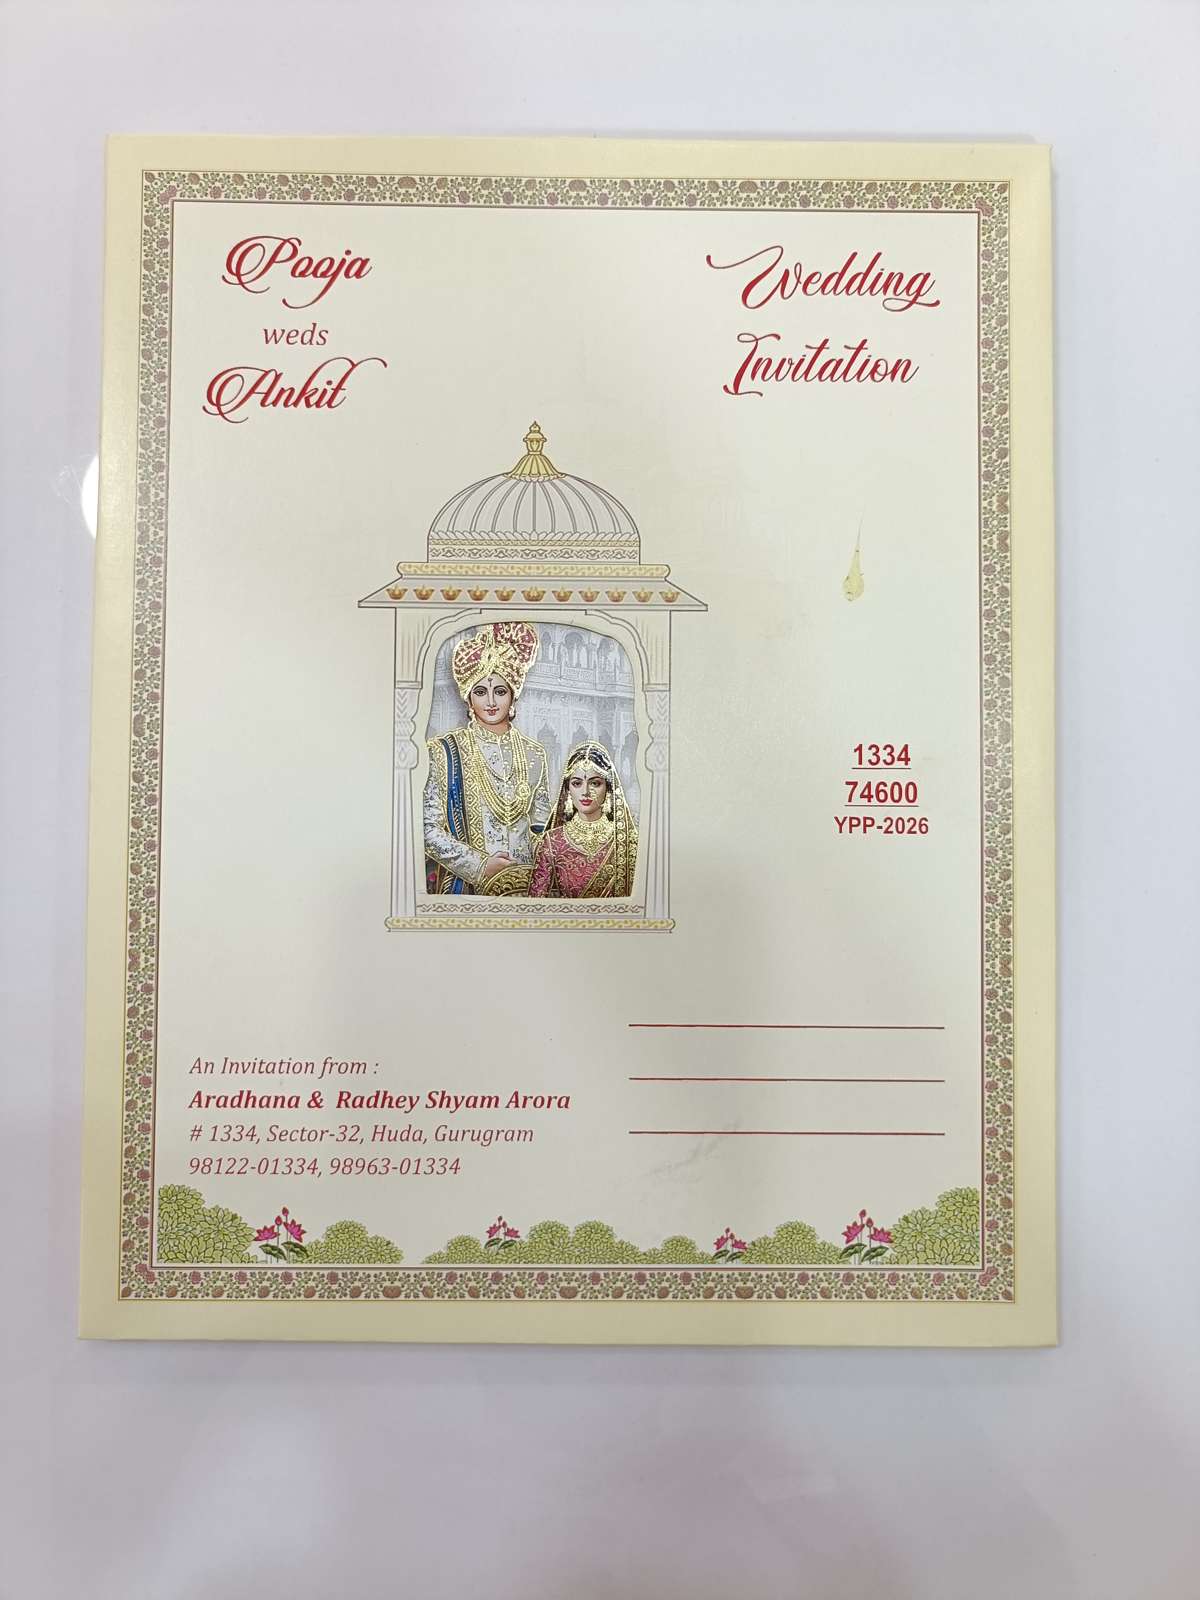 Pooja
weds
Ankit
Wedding
Invitation
1334
74600
YPP-2026
An Invitation from :
Aradhana & Radhey Shyam Arora
# 1334, Sector-32, Huda, Gurugram
98122-01334, 98963-01334